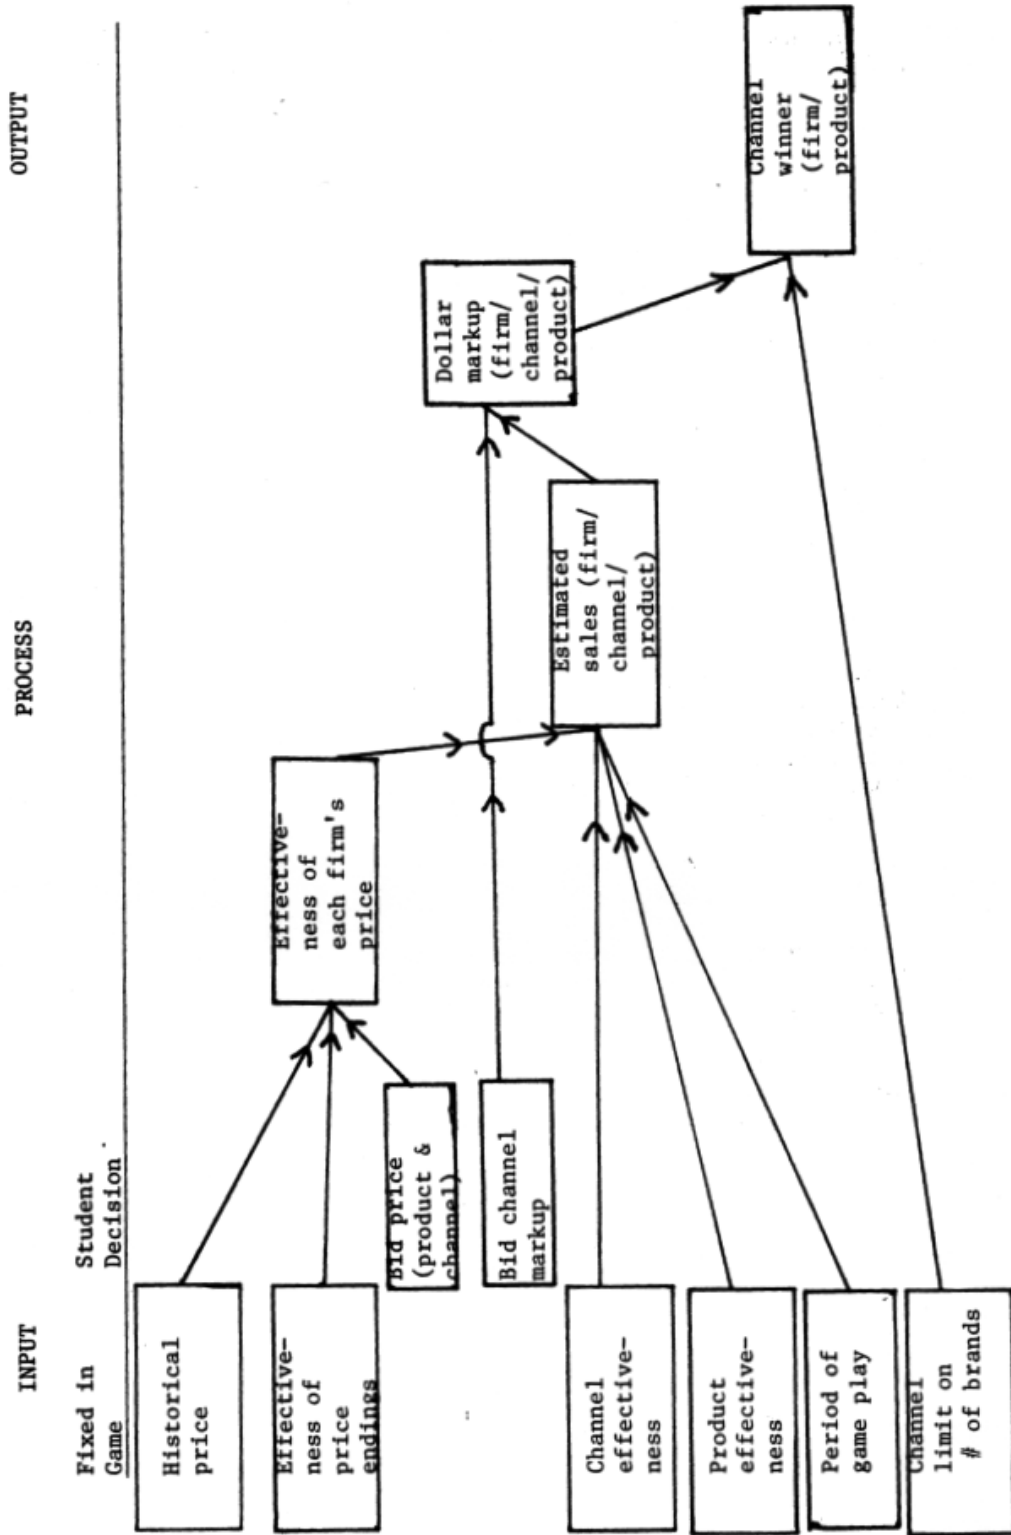 INPUT
PROCESS
OUTPUT
Fixed in
Game
Student
Decision
Historical
price
Effective-
ness of
price
endings
Bid price
(product &
channel)
Bid channel
markup
Channel
effective-
ness
Product
effective-
ness
Period of
game play
Channel
limit on
# of brands
Effective-
ness of
each firm's
price
Estimated
sales (firm/
channel/
product)
Dollar
markup
(firm/
channel/
product)
Channel
winner
(firm/
product)